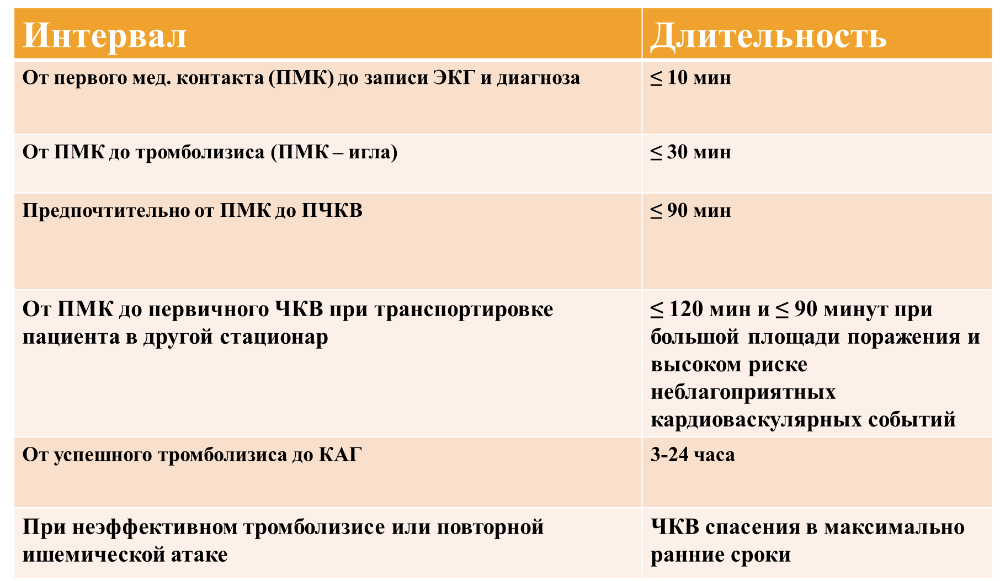 Интервал
Длительность
От первого мед. контакта (ПМК) до записи ЭКГ и диагноза
≤ 10 мин
От ПМК до тромболизиса (ПМК – игла)
≤ 30 мин
Предпочтительно от ПМК до ПЧКВ
≤ 90 мин
От ПМК до первичного ЧКВ при транспортировке
пациента в другой стационар
≤ 120 мин и ≤ 90 минут при
большой площади поражения и
высоком риске
неблагоприятных
кардиоваскулярных событий
От успешного тромболизиса до КАГ
3-24 часа
При неэффективном тромболизисе или повторной
ишемической атаке
ЧКВ спасения в максимально
ранние сроки